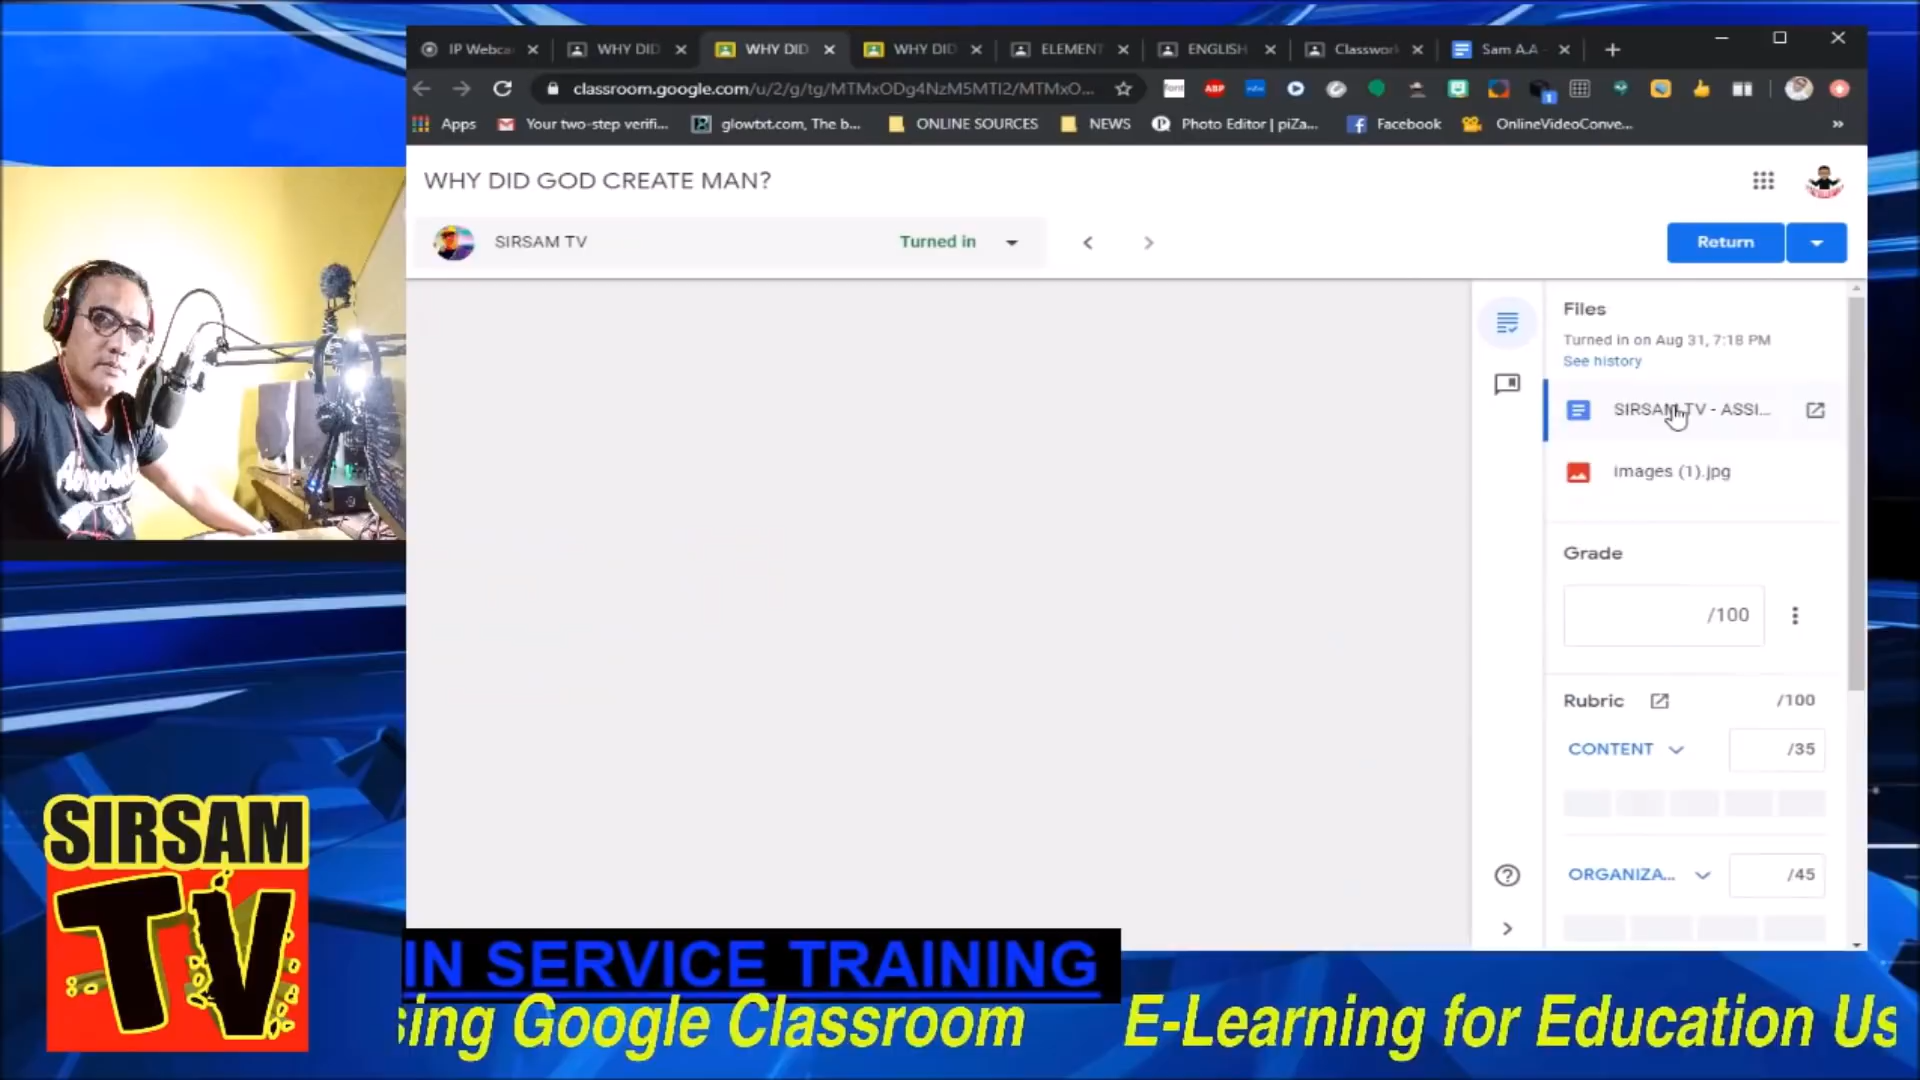 IP Webca
WHY DID
WHY DID
WHY DID
ELEMENT
ENGLISH
Classwor
Sam A.A -
classroom.google.com/u/2/g/tg/MTMxODg4NzM5MTI2/MTMxO...
ABP
1
Apps
Your two-step verifi...
glowtxt.com, The b...
ONLINE SOURCES
NEWS
Photo Editor | piZa...
Facebook
OnlineVideoConve...
»
WHY DID GOD CREATE MAN?
SIRSAM TV
Turned in
Return
Files
Turned in on Aug 31, 7:18 PM
See history
SIRSAM TV - ASSI...
images (1).jpg
Grade
/100
Rubric
/100
CONTENT
/35
ORGANIZA...
/45
SIRSAM
TV
IN SERVICE TRAINING
sing Google Classroom
E-Learning for Education Us